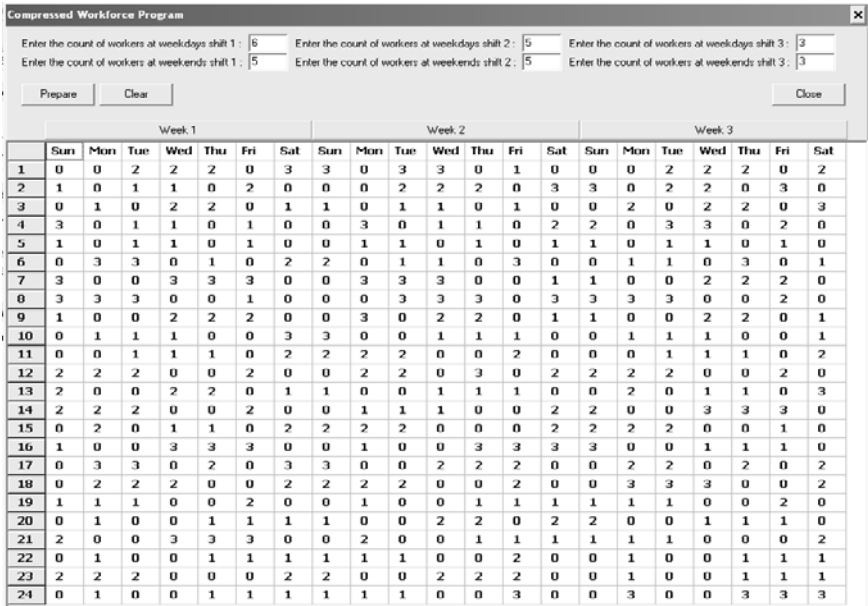 Compressed Workforce Program
Enter the count of workers at weekdays shift 1 : 6 Enter the count of workers at weekdays shift 2 : 5 Enter the count of workers at weekdays shift 3 : 3
Enter the count of workers at weekends shift 1 : 5 Enter the count of workers at weekends shift 2 : 5 Enter the count of workers at weekends shift 3 : 3
Prepare Clear Close
Week 1 Week 2 Week 3
Sun Mon Tue Wed Thu Fri Sat Sun Mon Tue Wed Thu Fri Sat Sun Mon Tue Wed Thu Fri Sat
1 0 0 2 2 2 0 3 3 0 3 3 0 1 0 0 0 2 2 2 0 2
2 1 0 1 1 0 2 0 0 0 2 2 2 0 3 3 0 2 2 0 3 0
3 0 1 0 2 2 0 1 1 0 1 1 0 1 0 0 2 0 2 2 0 3
4 3 0 1 1 0 1 0 0 3 0 1 1 0 2 2 0 3 3 0 2 0
5 1 0 1 1 0 1 0 0 1 1 0 1 0 1 1 0 1 1 0 1 0
6 0 3 3 0 1 0 2 2 0 1 1 0 3 0 0 1 1 0 3 0 1
7 3 0 0 3 3 3 0 0 3 3 3 0 0 1 1 0 0 2 2 2 0
8 3 3 3 0 0 1 0 0 0 3 3 3 0 3 3 3 3 0 0 2 0
9 1 0 0 2 2 2 0 0 3 0 2 2 0 1 1 0 0 2 2 0 1
10 0 1 1 1 0 0 3 3 0 0 1 1 1 0 0 1 1 1 0 0 1
11 0 0 1 1 1 0 2 2 2 2 0 0 2 0 0 0 1 1 1 0 2
12 2 2 2 0 0 2 0 0 2 2 0 3 0 2 2 2 2 0 0 2 0
13 2 0 0 2 2 0 1 1 0 0 1 1 1 0 0 2 0 1 1 0 3
14 2 2 2 0 0 2 0 0 1 1 1 0 0 2 2 0 0 3 3 3 0
15 0 2 0 1 1 0 2 2 2 2 0 0 0 2 2 2 2 0 0 1 0
16 1 0 0 3 3 3 0 0 1 0 0 3 3 3 3 0 0 1 1 1 0
17 0 3 3 0 2 0 3 3 0 0 2 2 2 0 0 2 2 0 2 0 2
18 0 2 2 2 0 0 2 2 2 2 0 0 2 0 0 3 3 3 0 0 2
19 1 1 1 0 0 2 0 0 1 0 0 1 1 1 1 1 1 0 0 2 0
20 0 1 0 0 1 1 1 1 0 0 2 2 0 2 2 0 0 1 1 1 0
21 2 0 0 3 3 3 0 0 2 0 0 1 1 1 1 1 1 0 0 0 2
22 0 1 0 0 1 1 1 1 1 1 0 0 2 0 0 1 0 0 1 1 1
23 2 2 2 0 0 0 2 2 0 0 2 2 2 0 0 1 0 0 1 1 1
24 0 1 0 0 1 1 1 1 1 1 0 0 3 0 0 3 0 0 3 3 3